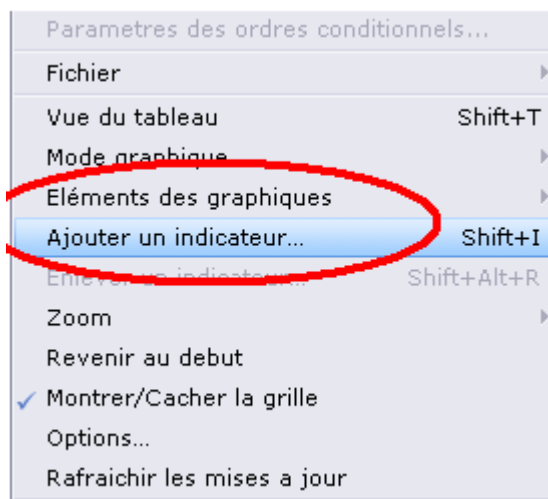 Parametres des ordres conditionnels...
Fichier
Vue du tableau Shift+T
Mode graphique
Eléments des graphiques
Ajouter un indicateur... Shift+I
Enlever un indicateur... Shift+Alt+R
Zoom
Revenir au debut
Montrer/Cacher la grille
Options...
Rafraichir les mises a jour